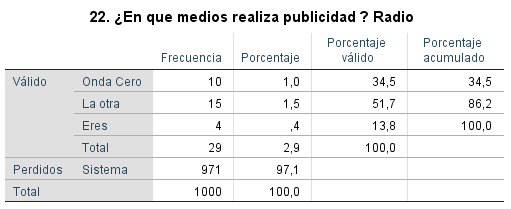 22. ¿En que medios realiza publicidad ? Radio
Frecuencia Porcentaje Porcentaje válido Porcentaje acumulado
Válido Onda Cero 10 1,0 34,5 34,5
La otra 15 1,5 51,7 86,2
Eres 4 ,4 13,8 100,0
Total 29 2,9 100,0
Perdidos Sistema 971 97,1
Total 1000 100,0